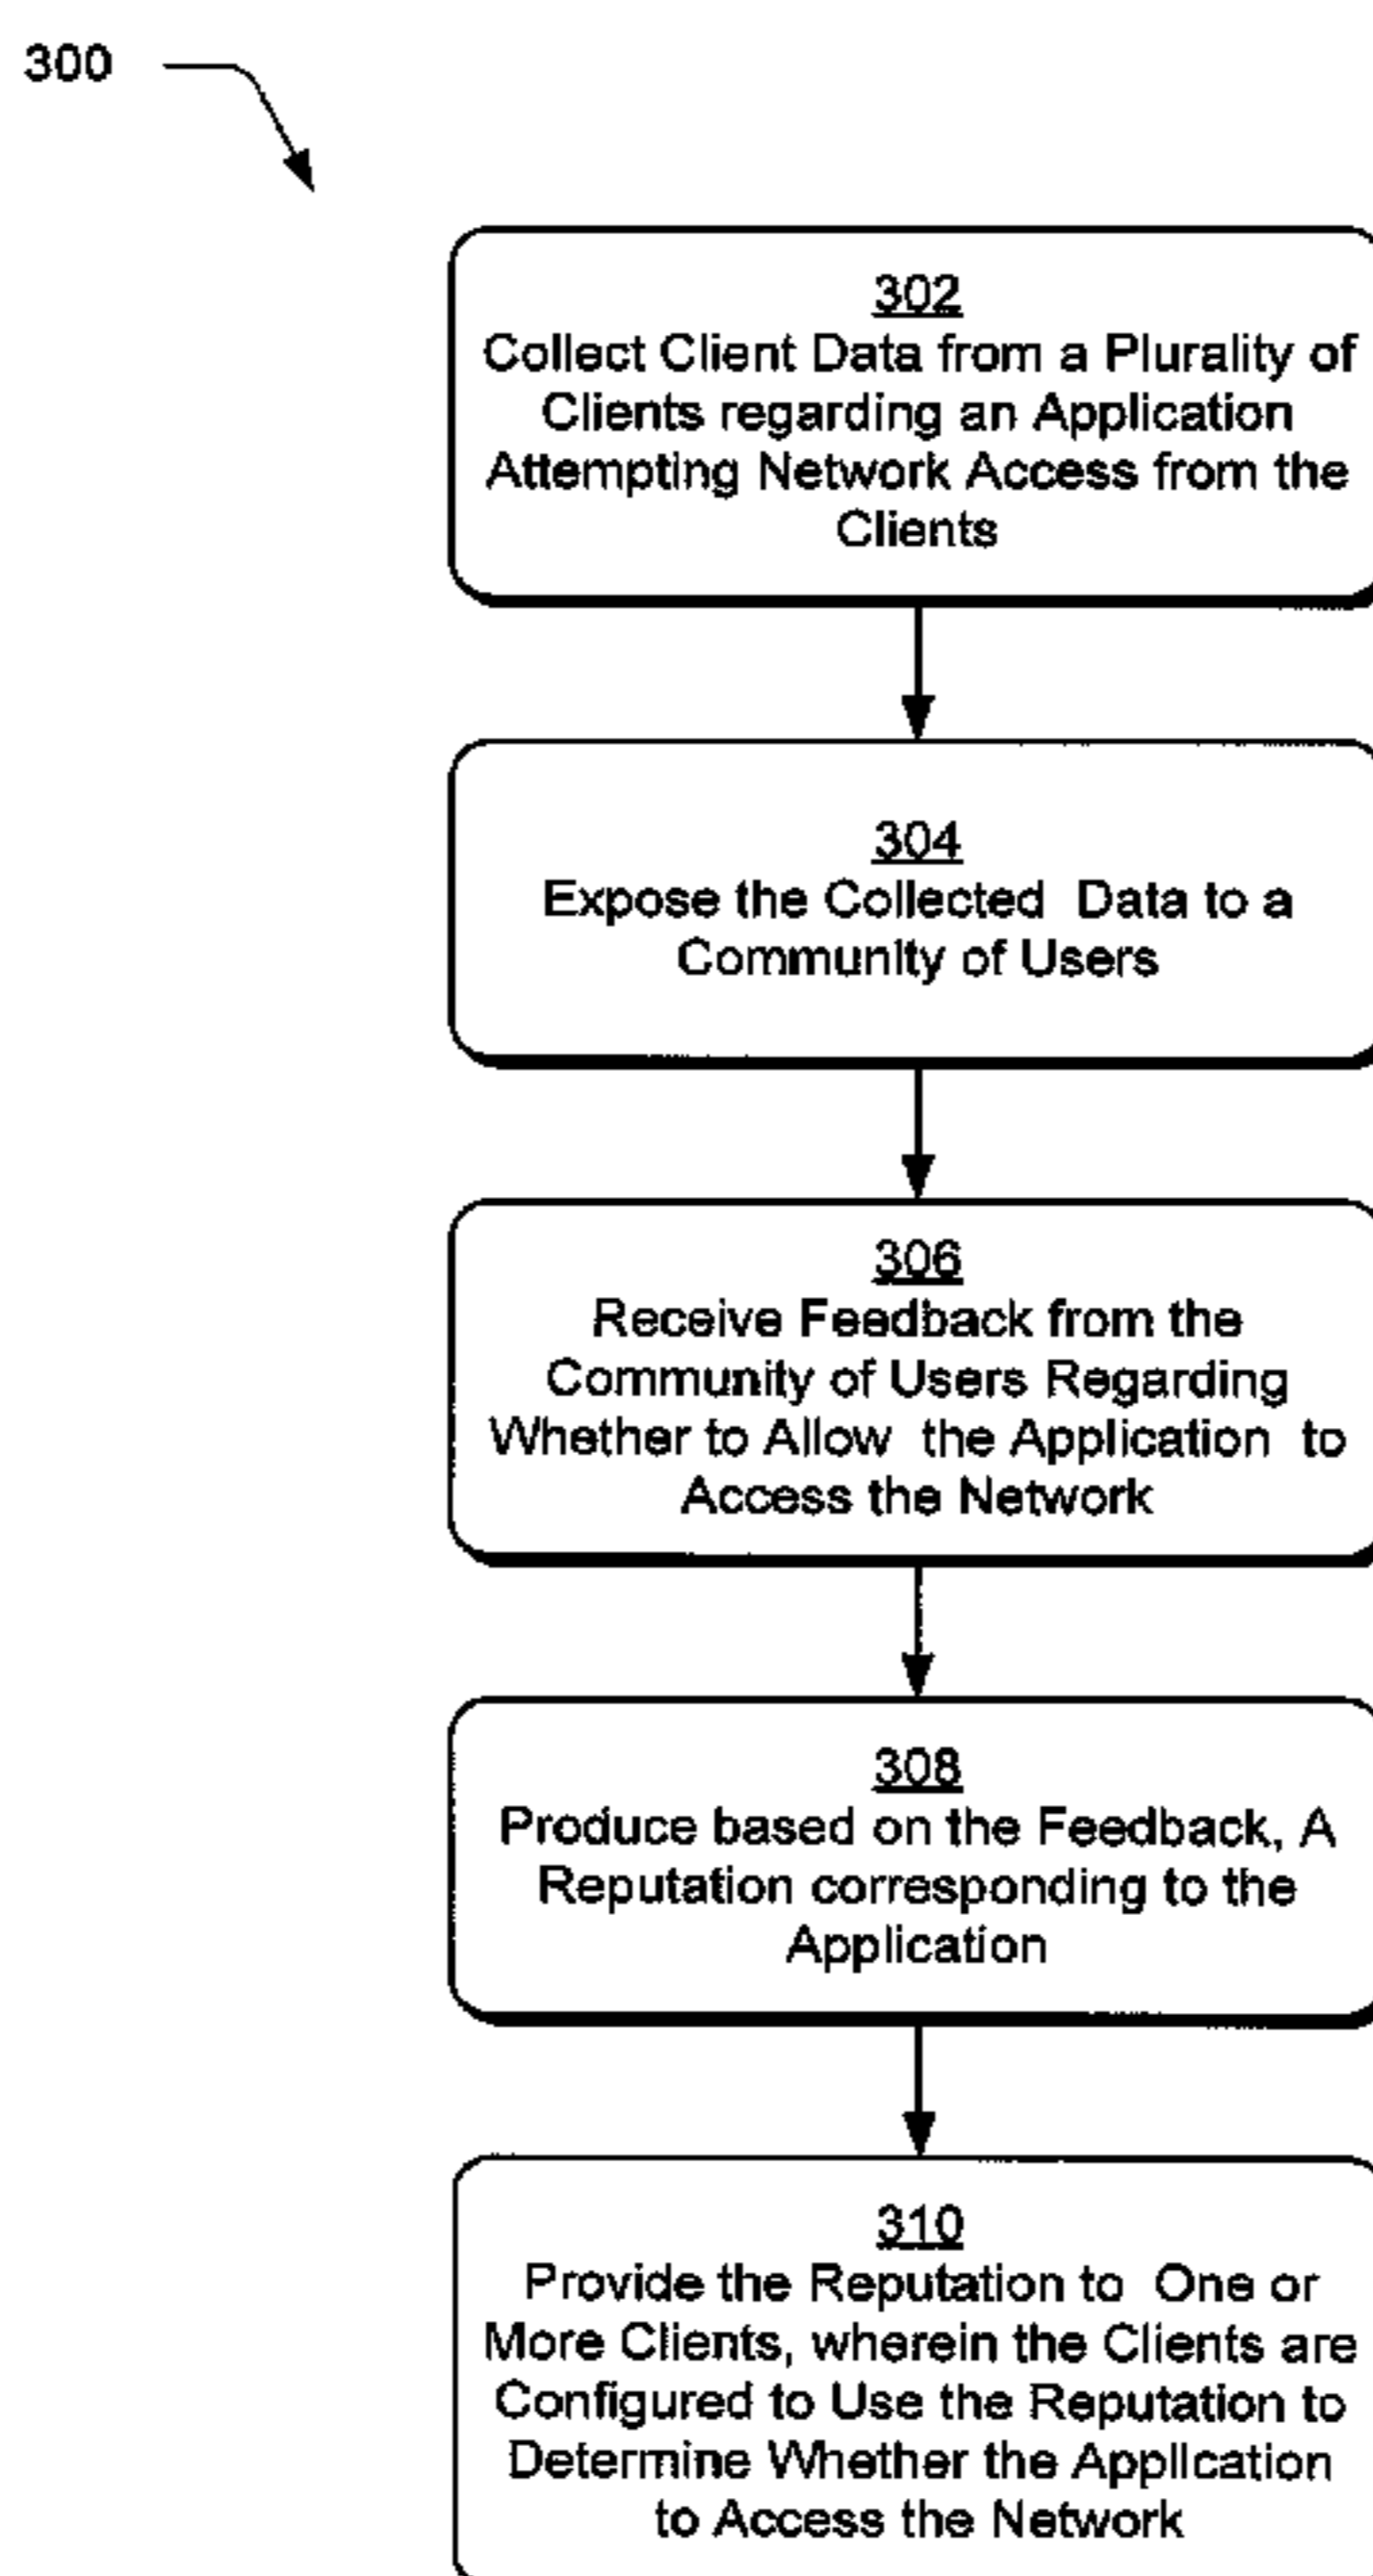 300
302
Collect Client Data from a Plurality of
Clients regarding an Application
Attempting Network Access from the
Clients
304
Expose the Collected Data to a
Community of Users
306
Receive Feedback from the
Community of Users Regarding
Whether to Allow the Application to
Access the Network
308
Produce based on the Feedback, A
Reputation corresponding to the
Application
310
Provide the Reputation to One or
More Clients, wherein the Clients are
Configured to Use the Reputation to
Determine Whether the Application
to Access the Network